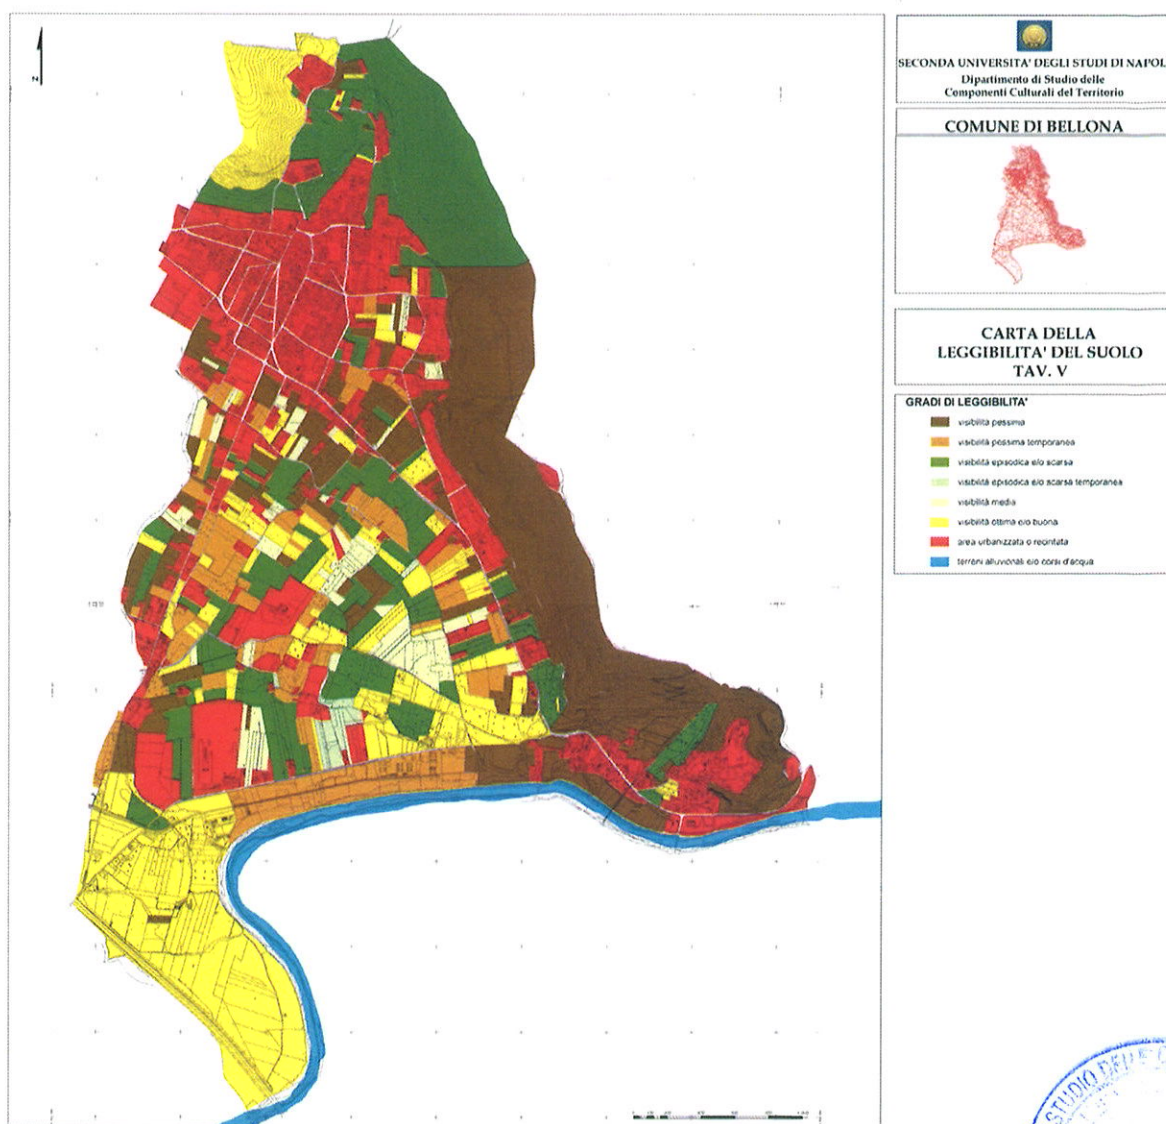 SECONDA UNIVERSITA' DEGLI STUDI DI NAPOL
Dipartimento di Studio delle
Componenti Culturali del Territorio
COMUNE DI BELLONA
CARTA DELLA
LEGGIBILITA' DEL SUOLO
TAV. V
GRADI DI LEGGIBILITA'
visibilità pessima
visibilità pessima temporanea
visibilità episodica e/o scarsa
visibilità episodica e/o scarsa temporanea
visibilità media
visibilità ottima e/o buona
area urbanizzata o recintata
terreni alluvionali e/o corsi d'acqua
STUDIO DELLE C